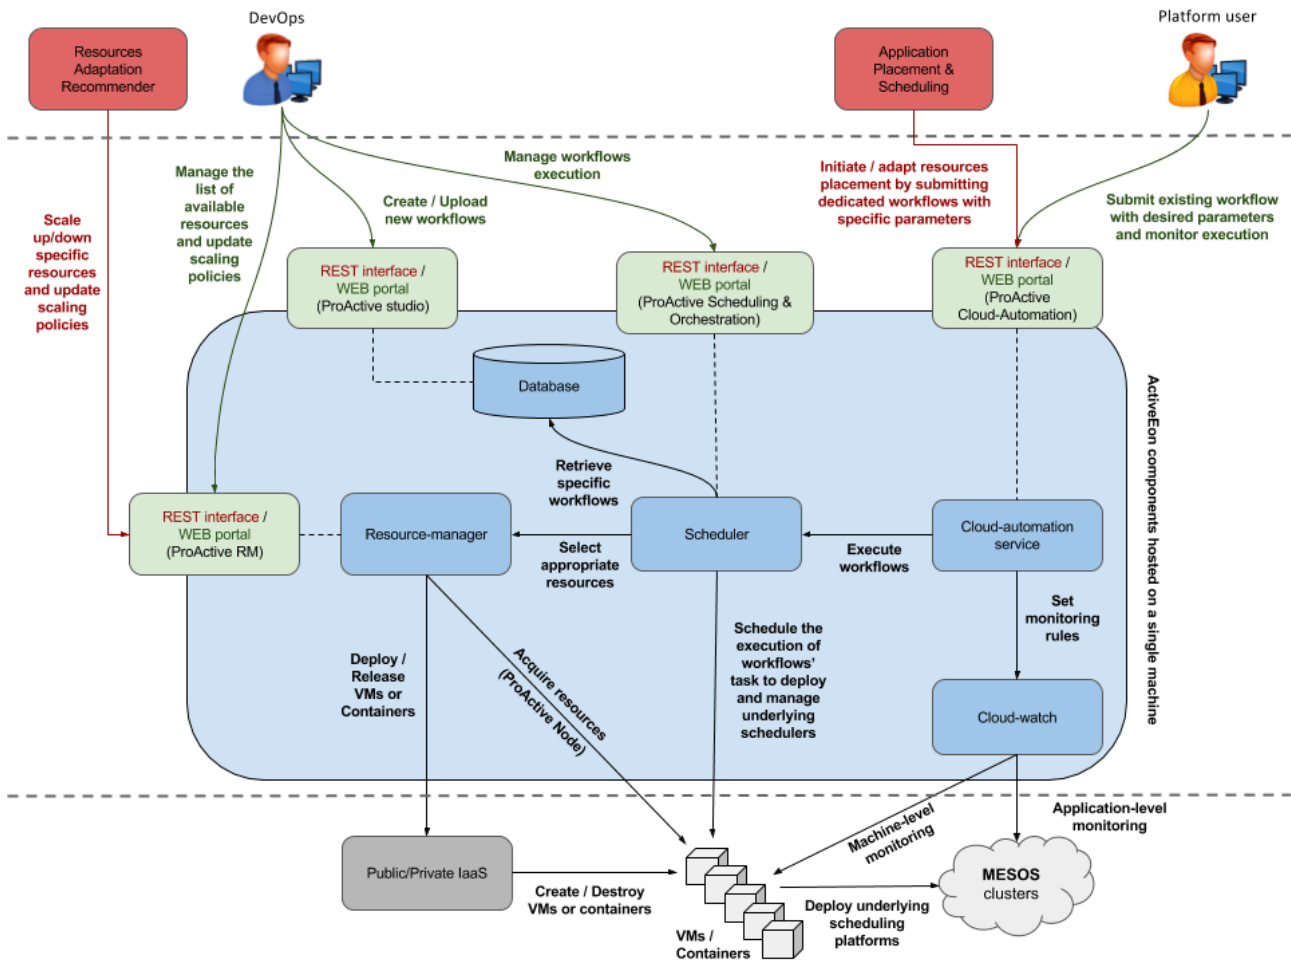 DevOps
Platform user
Resources
Adaptation
Recommender
Application
Placement &
Scheduling
Manage the
list of
available
resources
and update
scaling
policies
Manage workflows
execution
Create / Upload
new workflows
Initiate / adapt resources
placement by submitting
dedicated workflows with
specific parameters
Submit existing workflow
with desired parameters
and monitor execution
Scale
up/down
specific
resources
and update
scaling
policies
REST interface /
WEB portal
(ProActive studio)
REST interface /
WEB portal
(ProActive Scheduling &
Orchestration)
REST interface /
WEB portal
(ProActive
Cloud-Automation)
Database
ActiveEon components hosted on a single machine
Retrieve
specific
workflows
REST interface /
WEB portal
(ProActive RM)
Resource-manager
Select
appropriate
resources
Scheduler
Execute
workflows
Cloud-automation
service
Set
monitoring
rules
Deploy /
Release
VMs or
Containers
Acquire resources
(ProActive Node)
Schedule the
execution of
workflows'
task to deploy
and manage
underlying
schedulers
Cloud-watch
Machine-level
monitoring
Application-level
monitoring
Public/Private IaaS
Create / Destroy
VMs or containers
VMs /
Containers
Deploy underlying
scheduling
platforms
MESOS
clusters